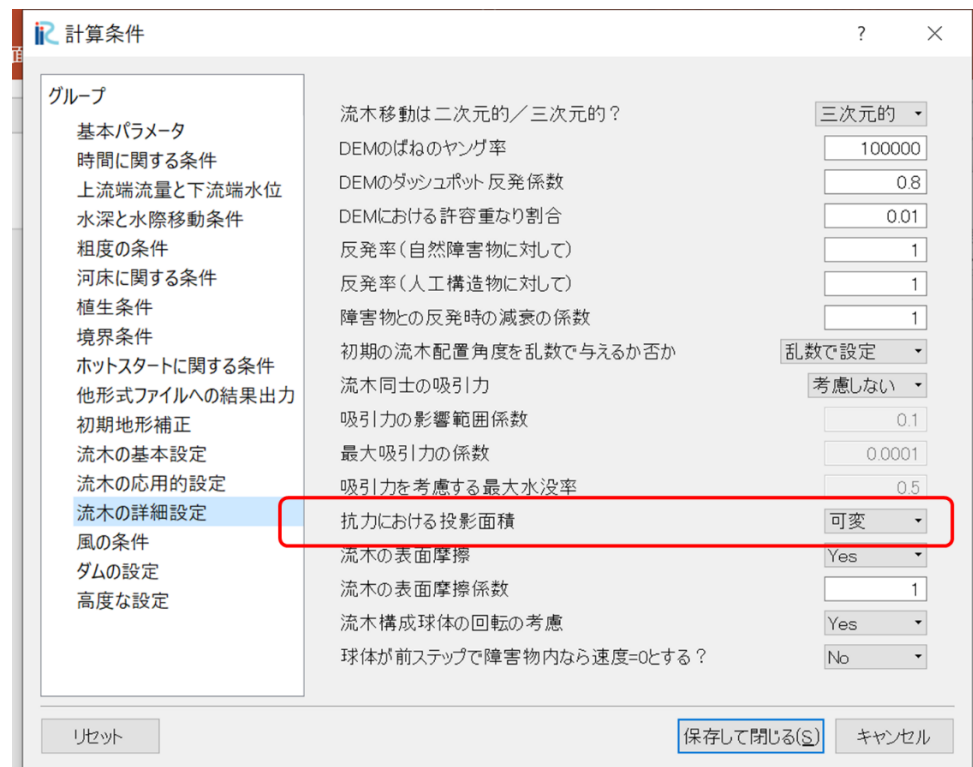 iR 計算条件
?
面
グループ
基本パラメータ
時間に関する条件
上流端流量と下流端水位
水深と水際移動条件
粗度の条件
河床に関する条件
植生条件
境界条件
ホットスタートに関する条件
他形式ファイルへの結果出力
初期地形補正
流木の基本設定
流木の応用的設定
流木の詳細設定
風の条件
ダムの設定
高度な設定
流木移動は二次元的/三次元的? 三次元的
DEMのばねのヤング率 100000
DEMのダッシュポット反発係数 0.8
DEMにおける許容重なり割合 0.01
反発率(自然障害物に対して) 1
反発率(人工構造物に対して) 1
障害物との反発時の減衰の係数 1
初期の流木配置角度を乱数で与えるか否か 乱数で設定
流木同士の吸引力 考慮しない
吸引力の影響範囲係数 0.1
最大吸引力の係数 0.0001
吸引力を考慮する最大水没率 0.5
抗力における投影面積 可変
流木の表面摩擦 Yes
流木の表面摩擦係数 1
流木構成球体の回転の考慮 Yes
球体が前ステップで障害物内なら速度=0とする? No
リセット
保存して閉じる(S)
キャンセル